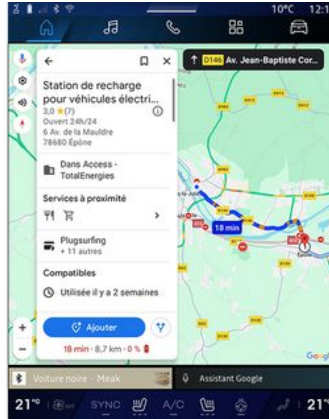 10°C 12:1
D146 Av. Jean-Baptiste Cor...
Station de recharge
pour véhicules électri...
3,0 ★ (7)
Ouvert 24h/24
6 Av. de la Mauldre
78680 Épône
Dans Access -
TotalEnergies
Services à proximité
Plugsurfing
+ 11 autres
Compatibles
Utilisée il y a 2 semaines
Ajouter
18 min · 8,7 km · 0 %
18 min
Épône
Voiture noire · Meak
Assistant Google
21° SYNC A/C 21°